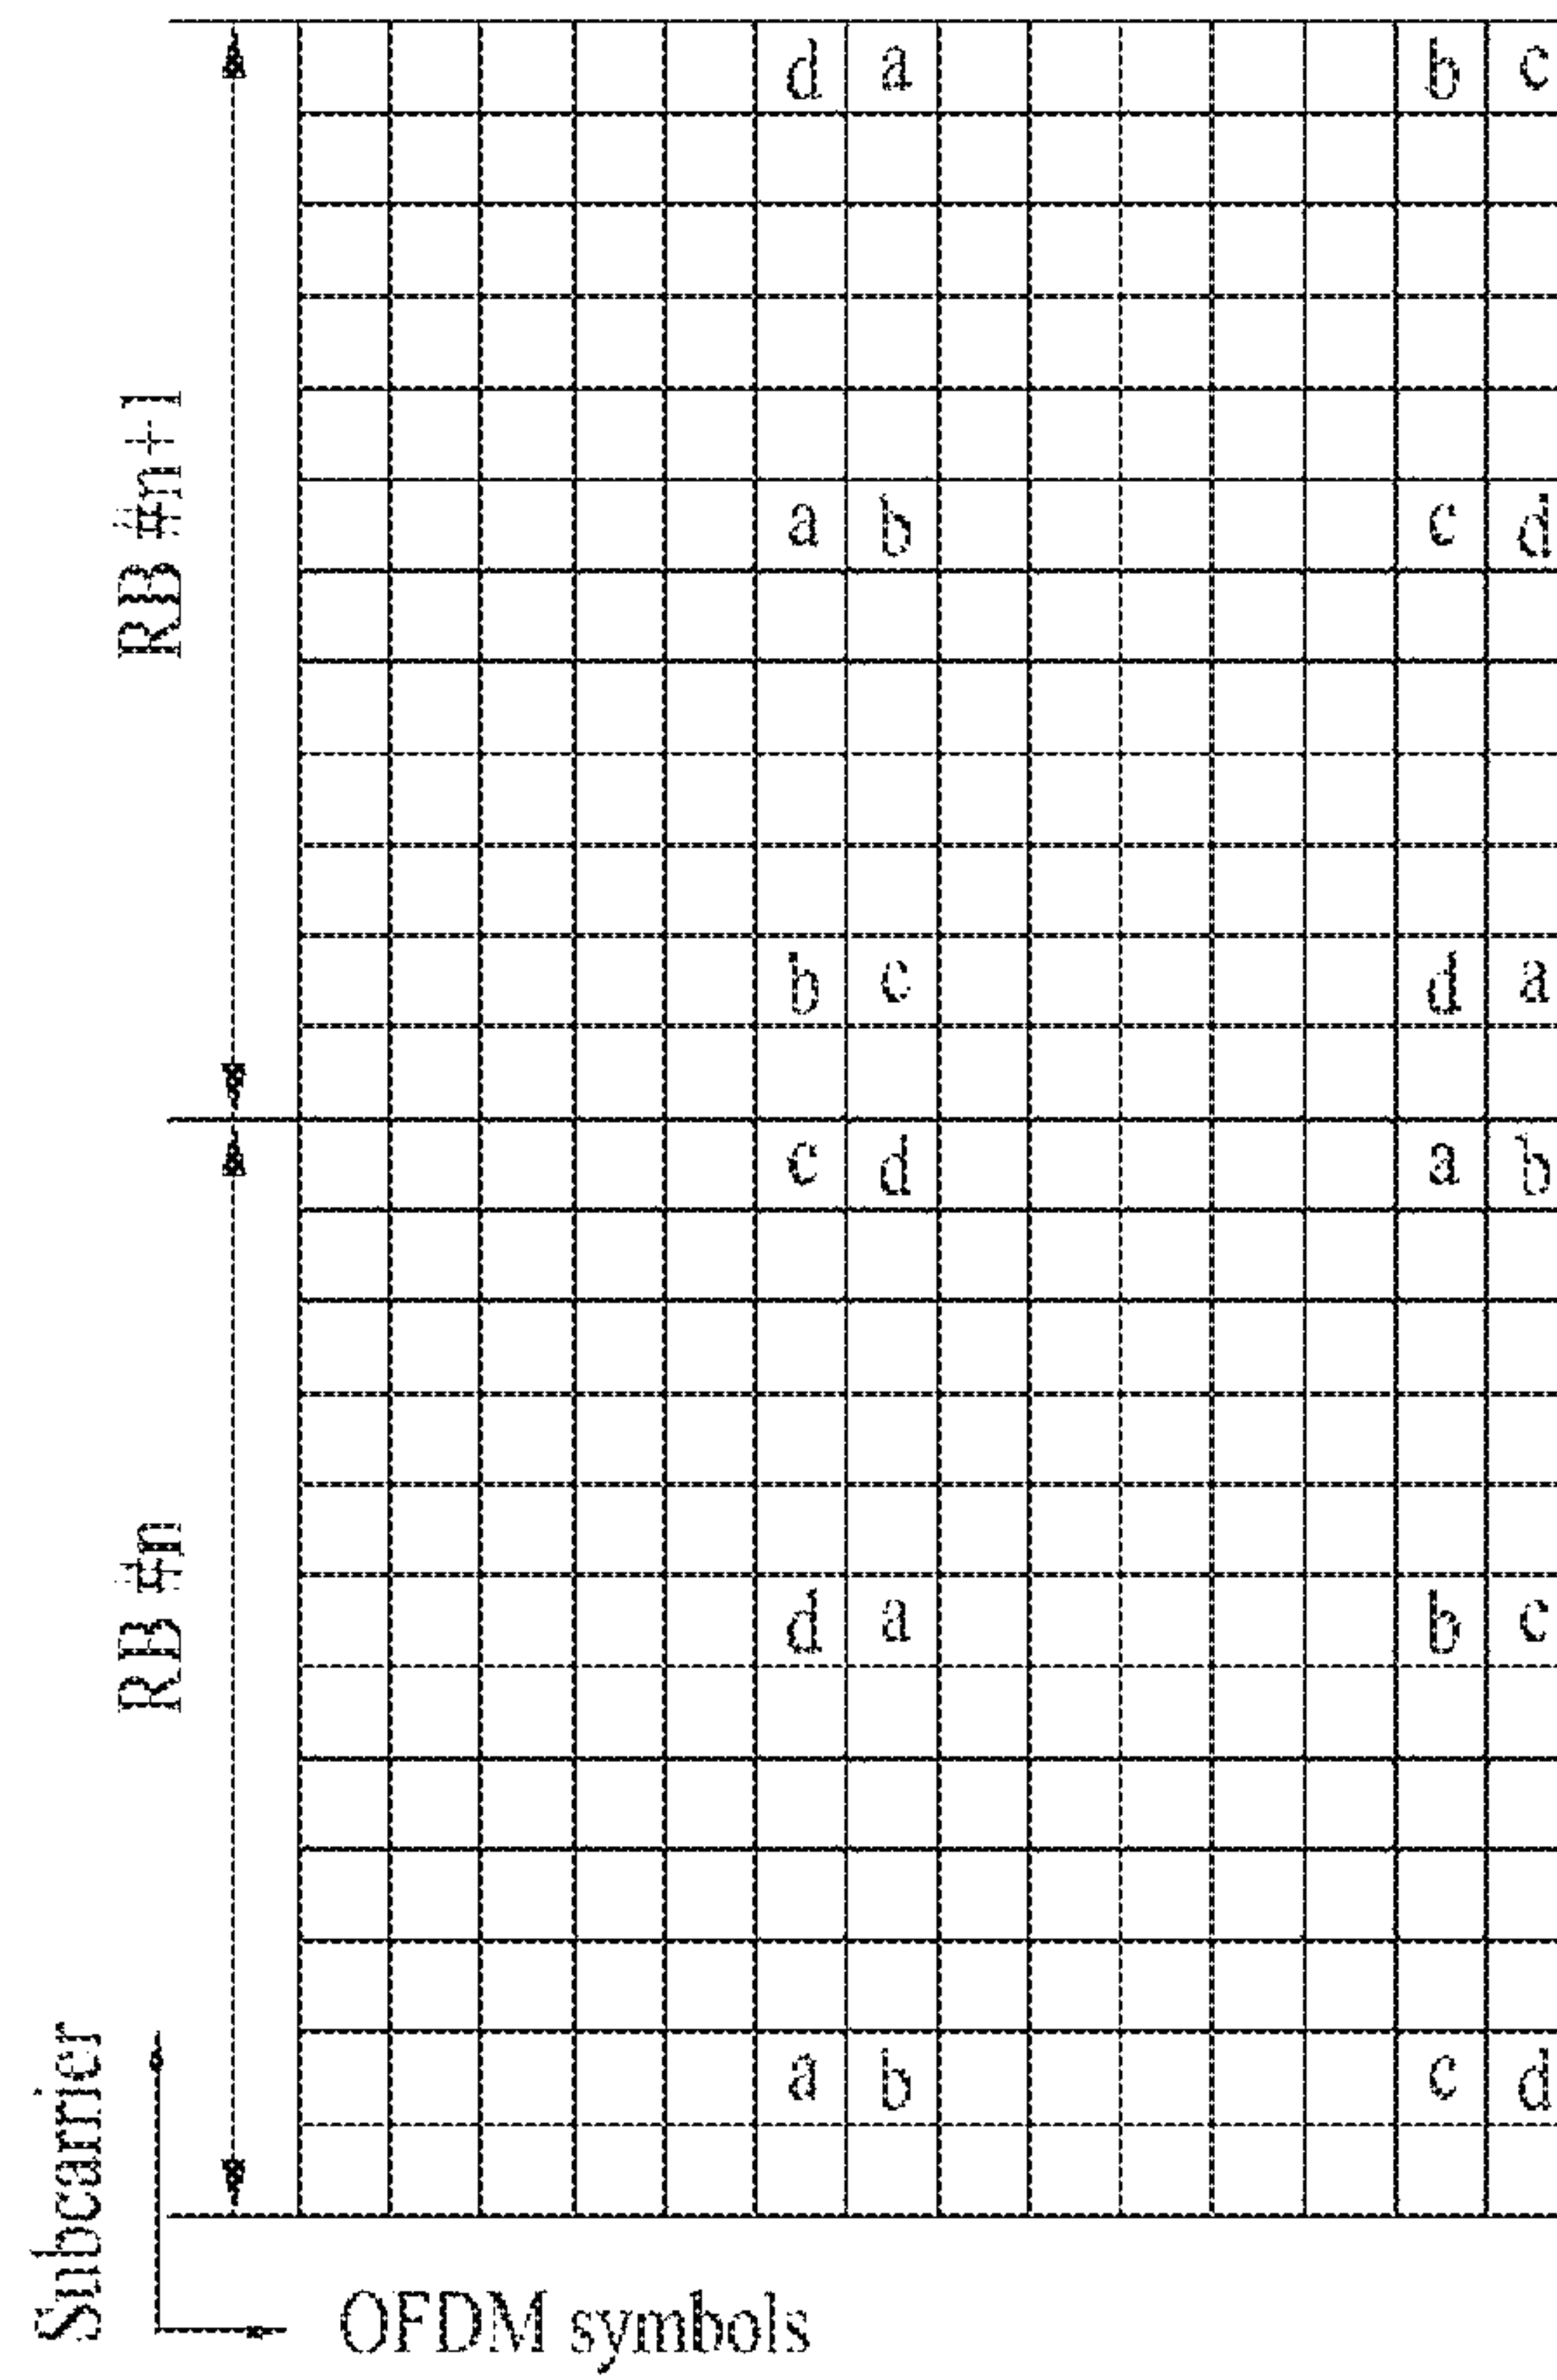 d a b c
RB #n+1
a b c d
b c d a
c d a b
RB #n
d a b c
a b c d
Subcarrier
OFDM symbols